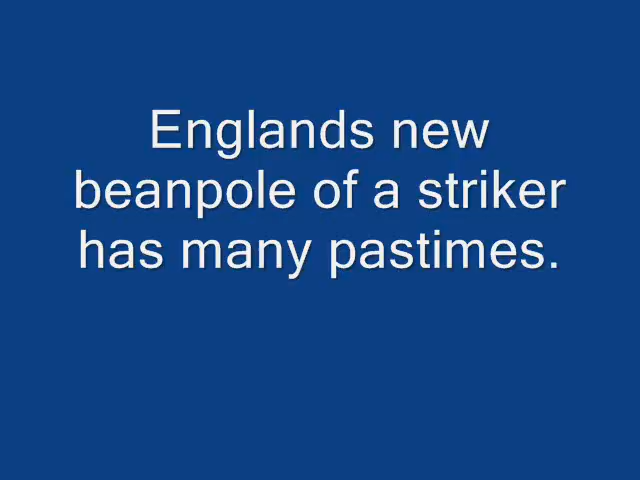 Englands new
beanpole of a striker
has many pastimes.